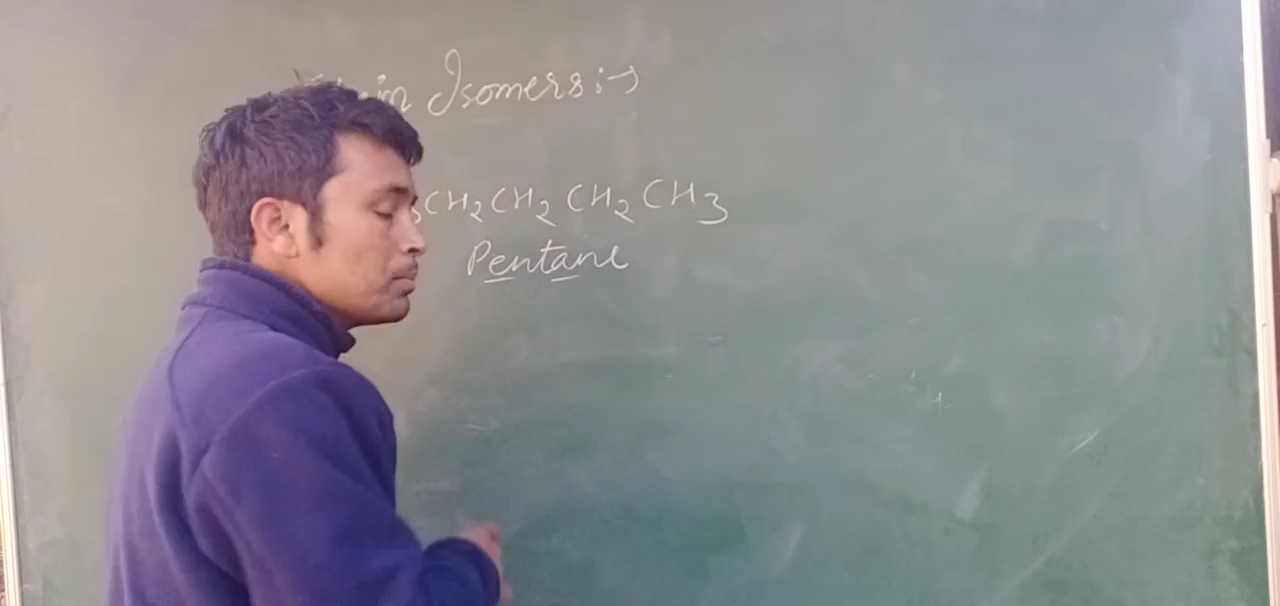 Isomers :→
CH₂CH₂CH₂CH₃
Pentane